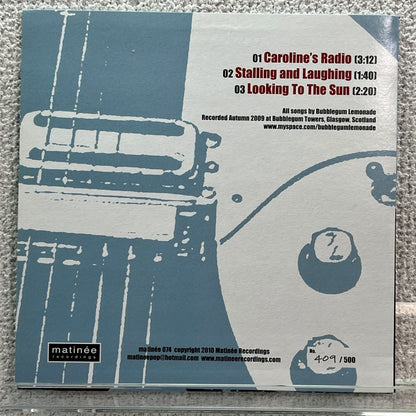 01 Caroline's Radio (3:12)
02 Stalling and Laughing (1:40)
03 Looking To The Sun (2:20)
All songs by Bubblegum Lemonade
Recorded Autumn 2009 at Bubblegum Towers, Glasgow, Scotland
www.myspace.com/bubblegumlemonade
matinée
recordings
matinée 074 copyright 2010 Matinée Recordings
matineepop@hotmail.com www.matineerecordings.com
No. 409 / 500